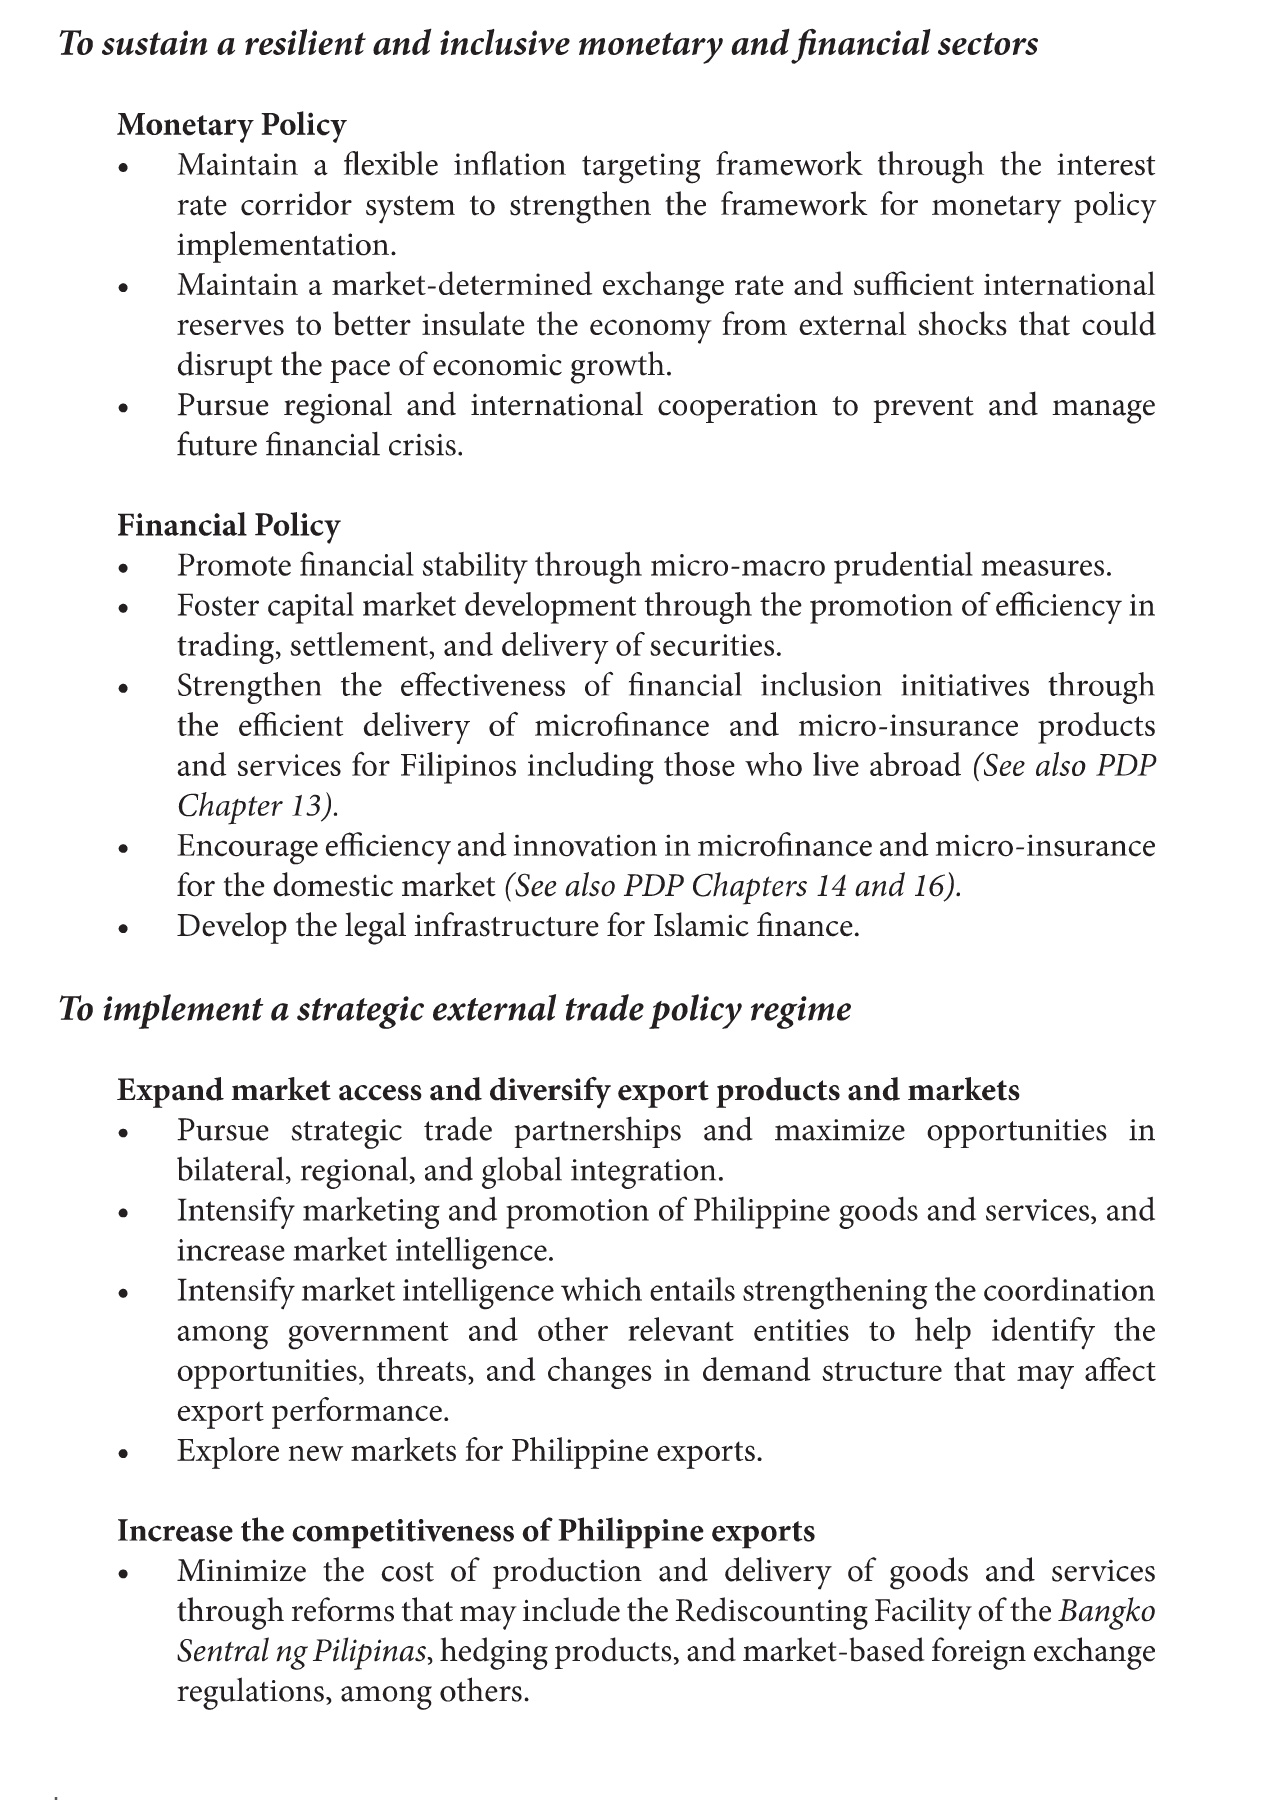 To sustain a resilient and inclusive monetary and financial sectors
Monetary Policy
• Maintain a flexible inflation targeting framework through the interest
rate corridor system to strengthen the framework for monetary policy
implementation.
• Maintain a market-determined exchange rate and sufficient international
reserves to better insulate the economy from external shocks that could
disrupt the pace of economic growth.
• Pursue regional and international cooperation to prevent and manage
future financial crisis.
Financial Policy
• Promote financial stability through micro-macro prudential measures.
• Foster capital market development through the promotion of efficiency in
trading, settlement, and delivery of securities.
• Strengthen the effectiveness of financial inclusion initiatives through
the efficient delivery of microfinance and micro-insurance products
and services for Filipinos including those who live abroad (See also PDP
Chapter 13).
• Encourage efficiency and innovation in microfinance and micro-insurance
for the domestic market (See also PDP Chapters 14 and 16).
• Develop the legal infrastructure for Islamic finance.
To implement a strategic external trade policy regime
Expand market access and diversify export products and markets
• Pursue strategic trade partnerships and maximize opportunities in
bilateral, regional, and global integration.
• Intensify marketing and promotion of Philippine goods and services, and
increase market intelligence.
• Intensify market intelligence which entails strengthening the coordination
among government and other relevant entities to help identify the
opportunities, threats, and changes in demand structure that may affect
export performance.
• Explore new markets for Philippine exports.
Increase the competitiveness of Philippine exports
• Minimize the cost of production and delivery of goods and services
through reforms that may include the Rediscounting Facility of the Bangko
Sentral ng Pilipinas, hedging products, and market-based foreign exchange
regulations, among others.